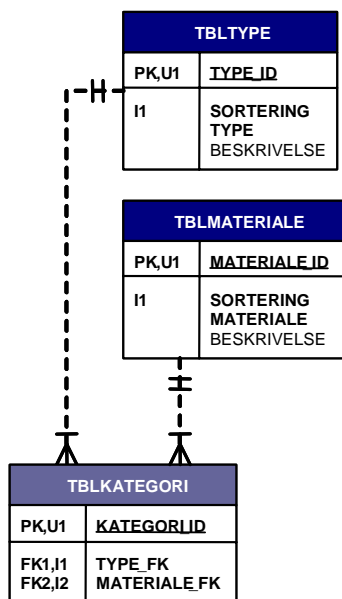 TBLTYPE
PK,U1 TYPE_ID
I1 SORTERING
TYPE
BESKRIVELSE
TBLMATERIALE
PK,U1 MATERIALE_ID
I1 SORTERING
MATERIALE
BESKRIVELSE
TBLKATEGORI
PK,U1 KATEGORI_ID
FK1,I1 TYPE_FK
FK2,I2 MATERIALE_FK